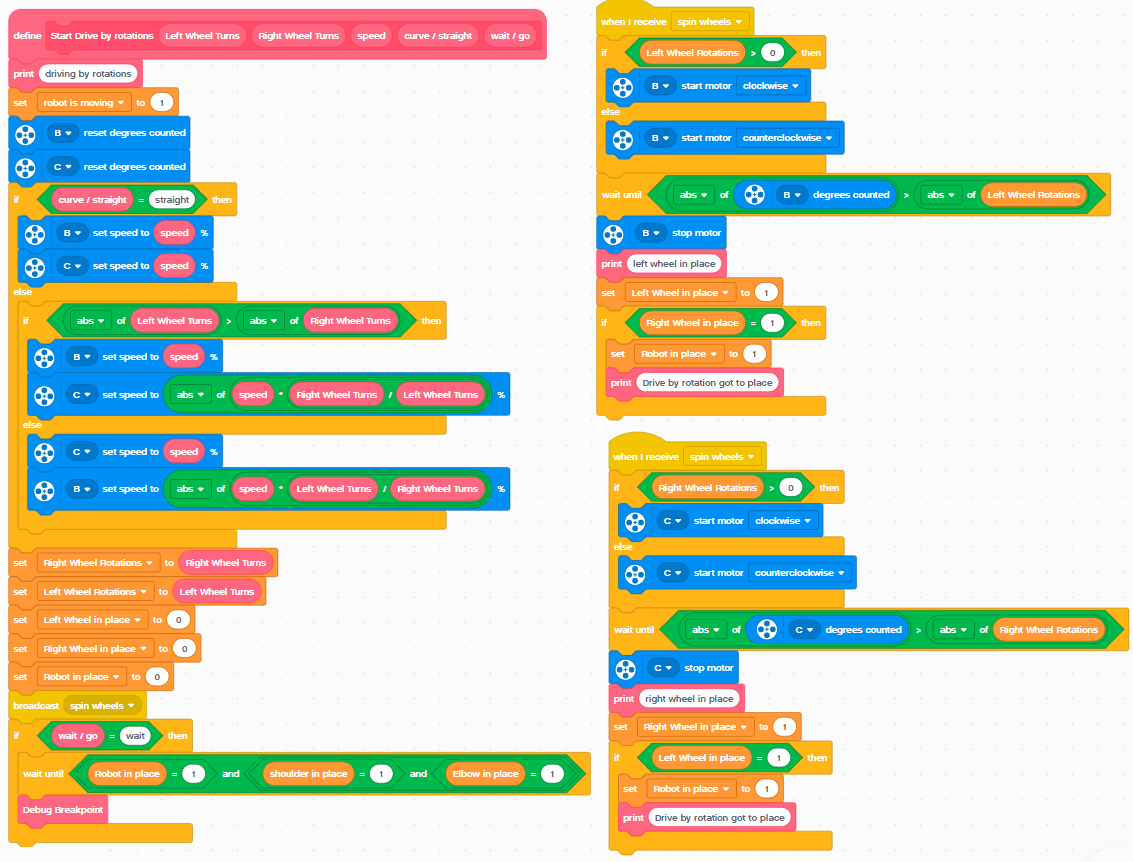 define Start Drive by rotations Left Wheel Turns Right Wheel Turns speed curve / straight wait / go
print driving by rotations
set robot is moving to 1
B reset degrees counted
C reset degrees counted
if curve / straight = straight then
B set speed to speed %
C set speed to speed %
else
if abs of Left Wheel Turns > abs of Right Wheel Turns then
B set speed to speed %
C set speed to abs of speed * Right Wheel Turns / Left Wheel Turns %
else
C set speed to speed %
B set speed to abs of speed * Left Wheel Turns / Right Wheel Turns %
set Right Wheel Rotations to Right Wheel Turns
set Left Wheel Rotations to Left Wheel Turns
set Left Wheel in place to 0
set Right Wheel in place to 0
set Robot in place to 0
broadcast spin wheels
if wait / go = wait then
wait until Robot in place = 1 and shoulder in place = 1 and Elbow in place = 1
Debug Breakpoint
when I receive spin wheels
if Left Wheel Rotations > 0 then
B start motor clockwise
else
B start motor counterclockwise
wait until abs of B degrees counted > abs of Left Wheel Rotations
B stop motor
print left wheel in place
set Left Wheel in place to 1
if Right Wheel in place = 1 then
set Robot in place to 1
print Drive by rotation got to place
when I receive spin wheels
if Right Wheel Rotations > 0 then
C start motor clockwise
else
C start motor counterclockwise
wait until abs of C degrees counted > abs of Right Wheel Rotations
C stop motor
print right wheel in place
set Right Wheel in place to 1
if Left Wheel in place = 1 then
set Robot in place to 1
print Drive by rotation got to place